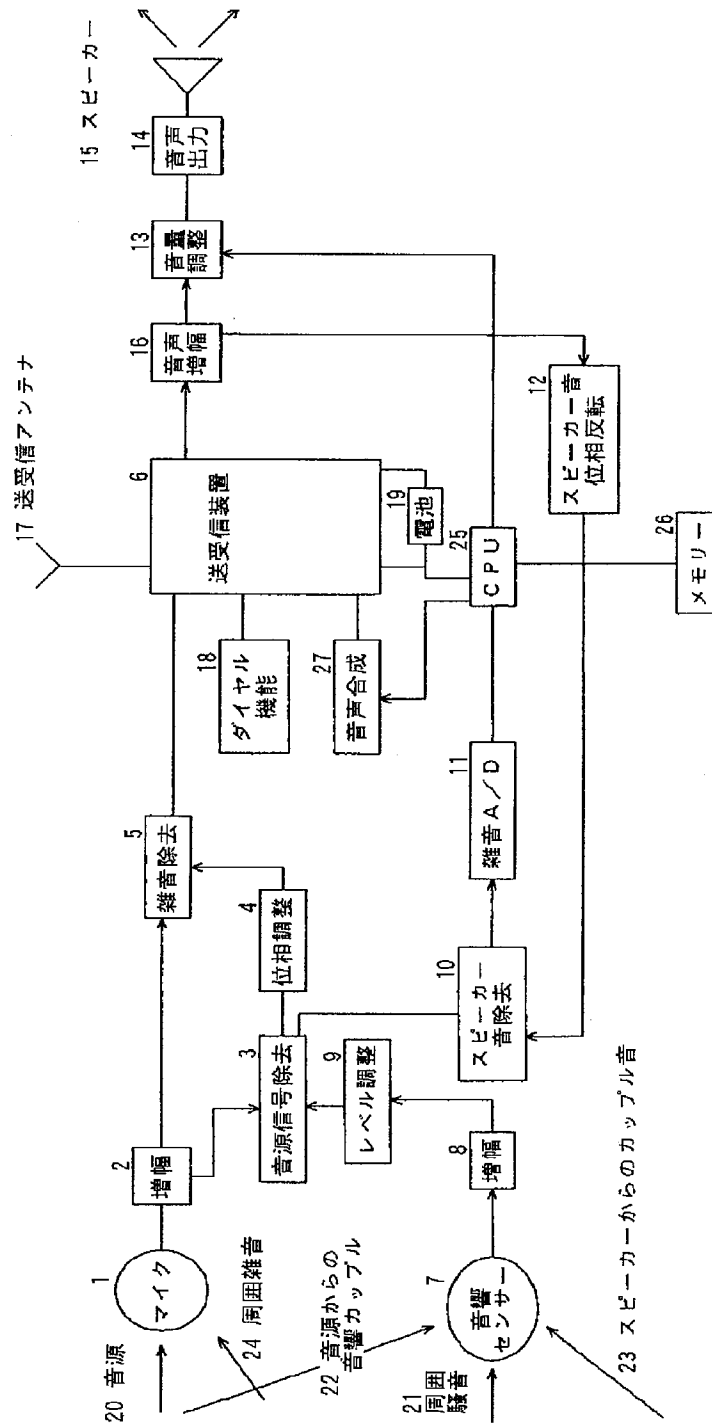 20 音源
1
マイク
24 周囲雑音
22 音源からの
音響カップル
21
周囲
騒音
7
音響
センサー
23 スピーカーからのカップル音
2
増幅
3
音源信号除去
9
レベル調整
8
増幅
4
位相調整
5
雑音除去
10
スピーカー
音除去
11
雑音A/D
18
ダイヤル
機能
27
音声合成
17 送受信アンテナ
6
送受信装置
19
電池
25
CPU
26
メモリー
12
スピーカー音
位相反転
16
音声
増幅
13
音量
調整
14
音声
出力
15 スピーカー